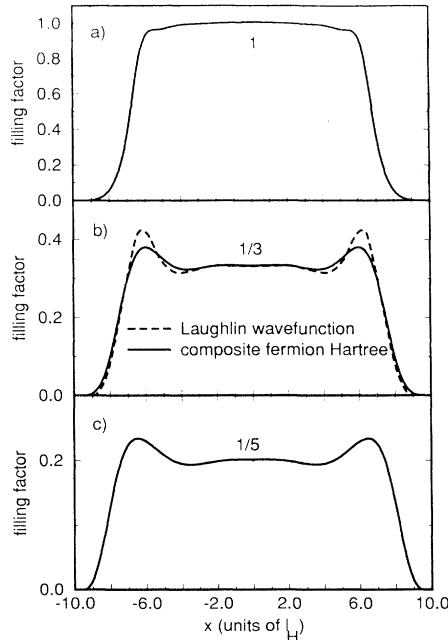 a)
1
filling factor
1.0
0.8
0.6
0.4
0.2
0.0
b)
1/3
filling factor
0.4
0.2
0.0
Laughlin wavefunction
composite fermion Hartree
c)
1/5
filling factor
0.2
0.0
-10.0 -6.0 -2.0 2.0 6.0 10.0
x (units of l_H)